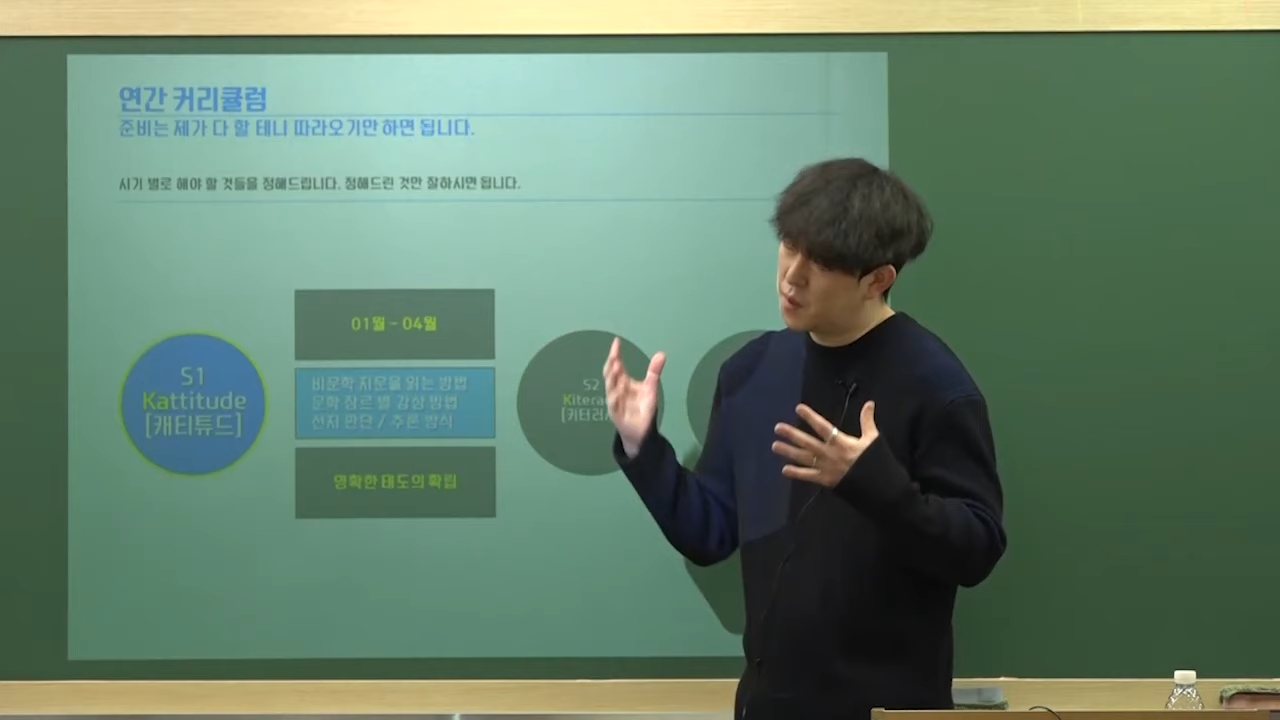 연간 커리큘럼
준비는 제가 다 할 테니 따라오기만 하면 됩니다.
시기 별로 해야 할 것들을 정해드립니다. 정해드린 것만 잘하시면 됩니다.
S1
Kattitude
[캐티튜드]
01월 - 04월
비문학 지문을 읽는 방법
문학 장르 별 감상 방법
선지 판단 / 추론 방식
명확한 태도의 확립
S2